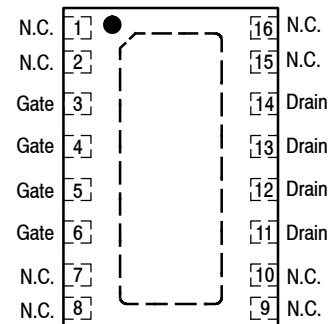 N.C. 1 16 N.C.
N.C. 2 15 N.C.
Gate 3 14 Drain
Gate 4 13 Drain
Gate 5 12 Drain
Gate 6 11 Drain
N.C. 7 10 N.C.
N.C. 8 9 N.C.